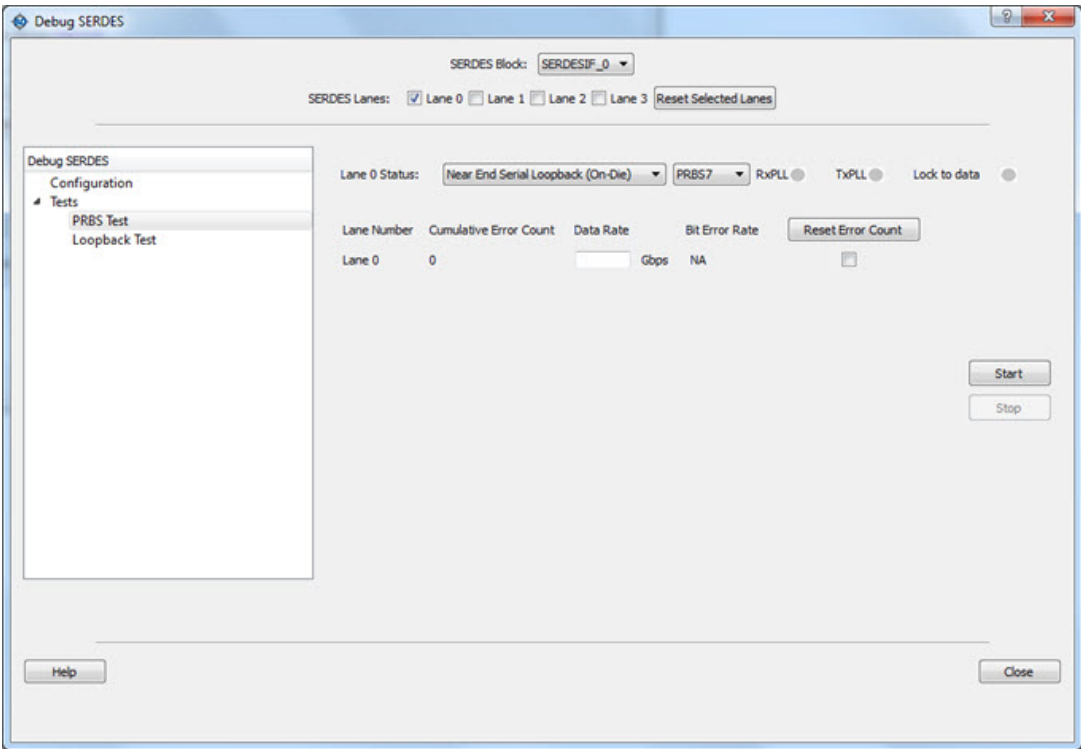 Debug SERDES
SERDES Block: SERDESIF_0
SERDES Lanes: Lane 0 Lane 1 Lane 2 Lane 3 Reset Selected Lanes
Debug SERDES
Configuration
Tests
PRBS Test
Loopback Test
Lane 0 Status: Near End Serial Loopback (On-Die) PRBS7 RxPLL TxPLL Lock to data
Lane Number Cumulative Error Count Data Rate Bit Error Rate Reset Error Count
Lane 0 0 Gbps NA
Start
Stop
Help
Close